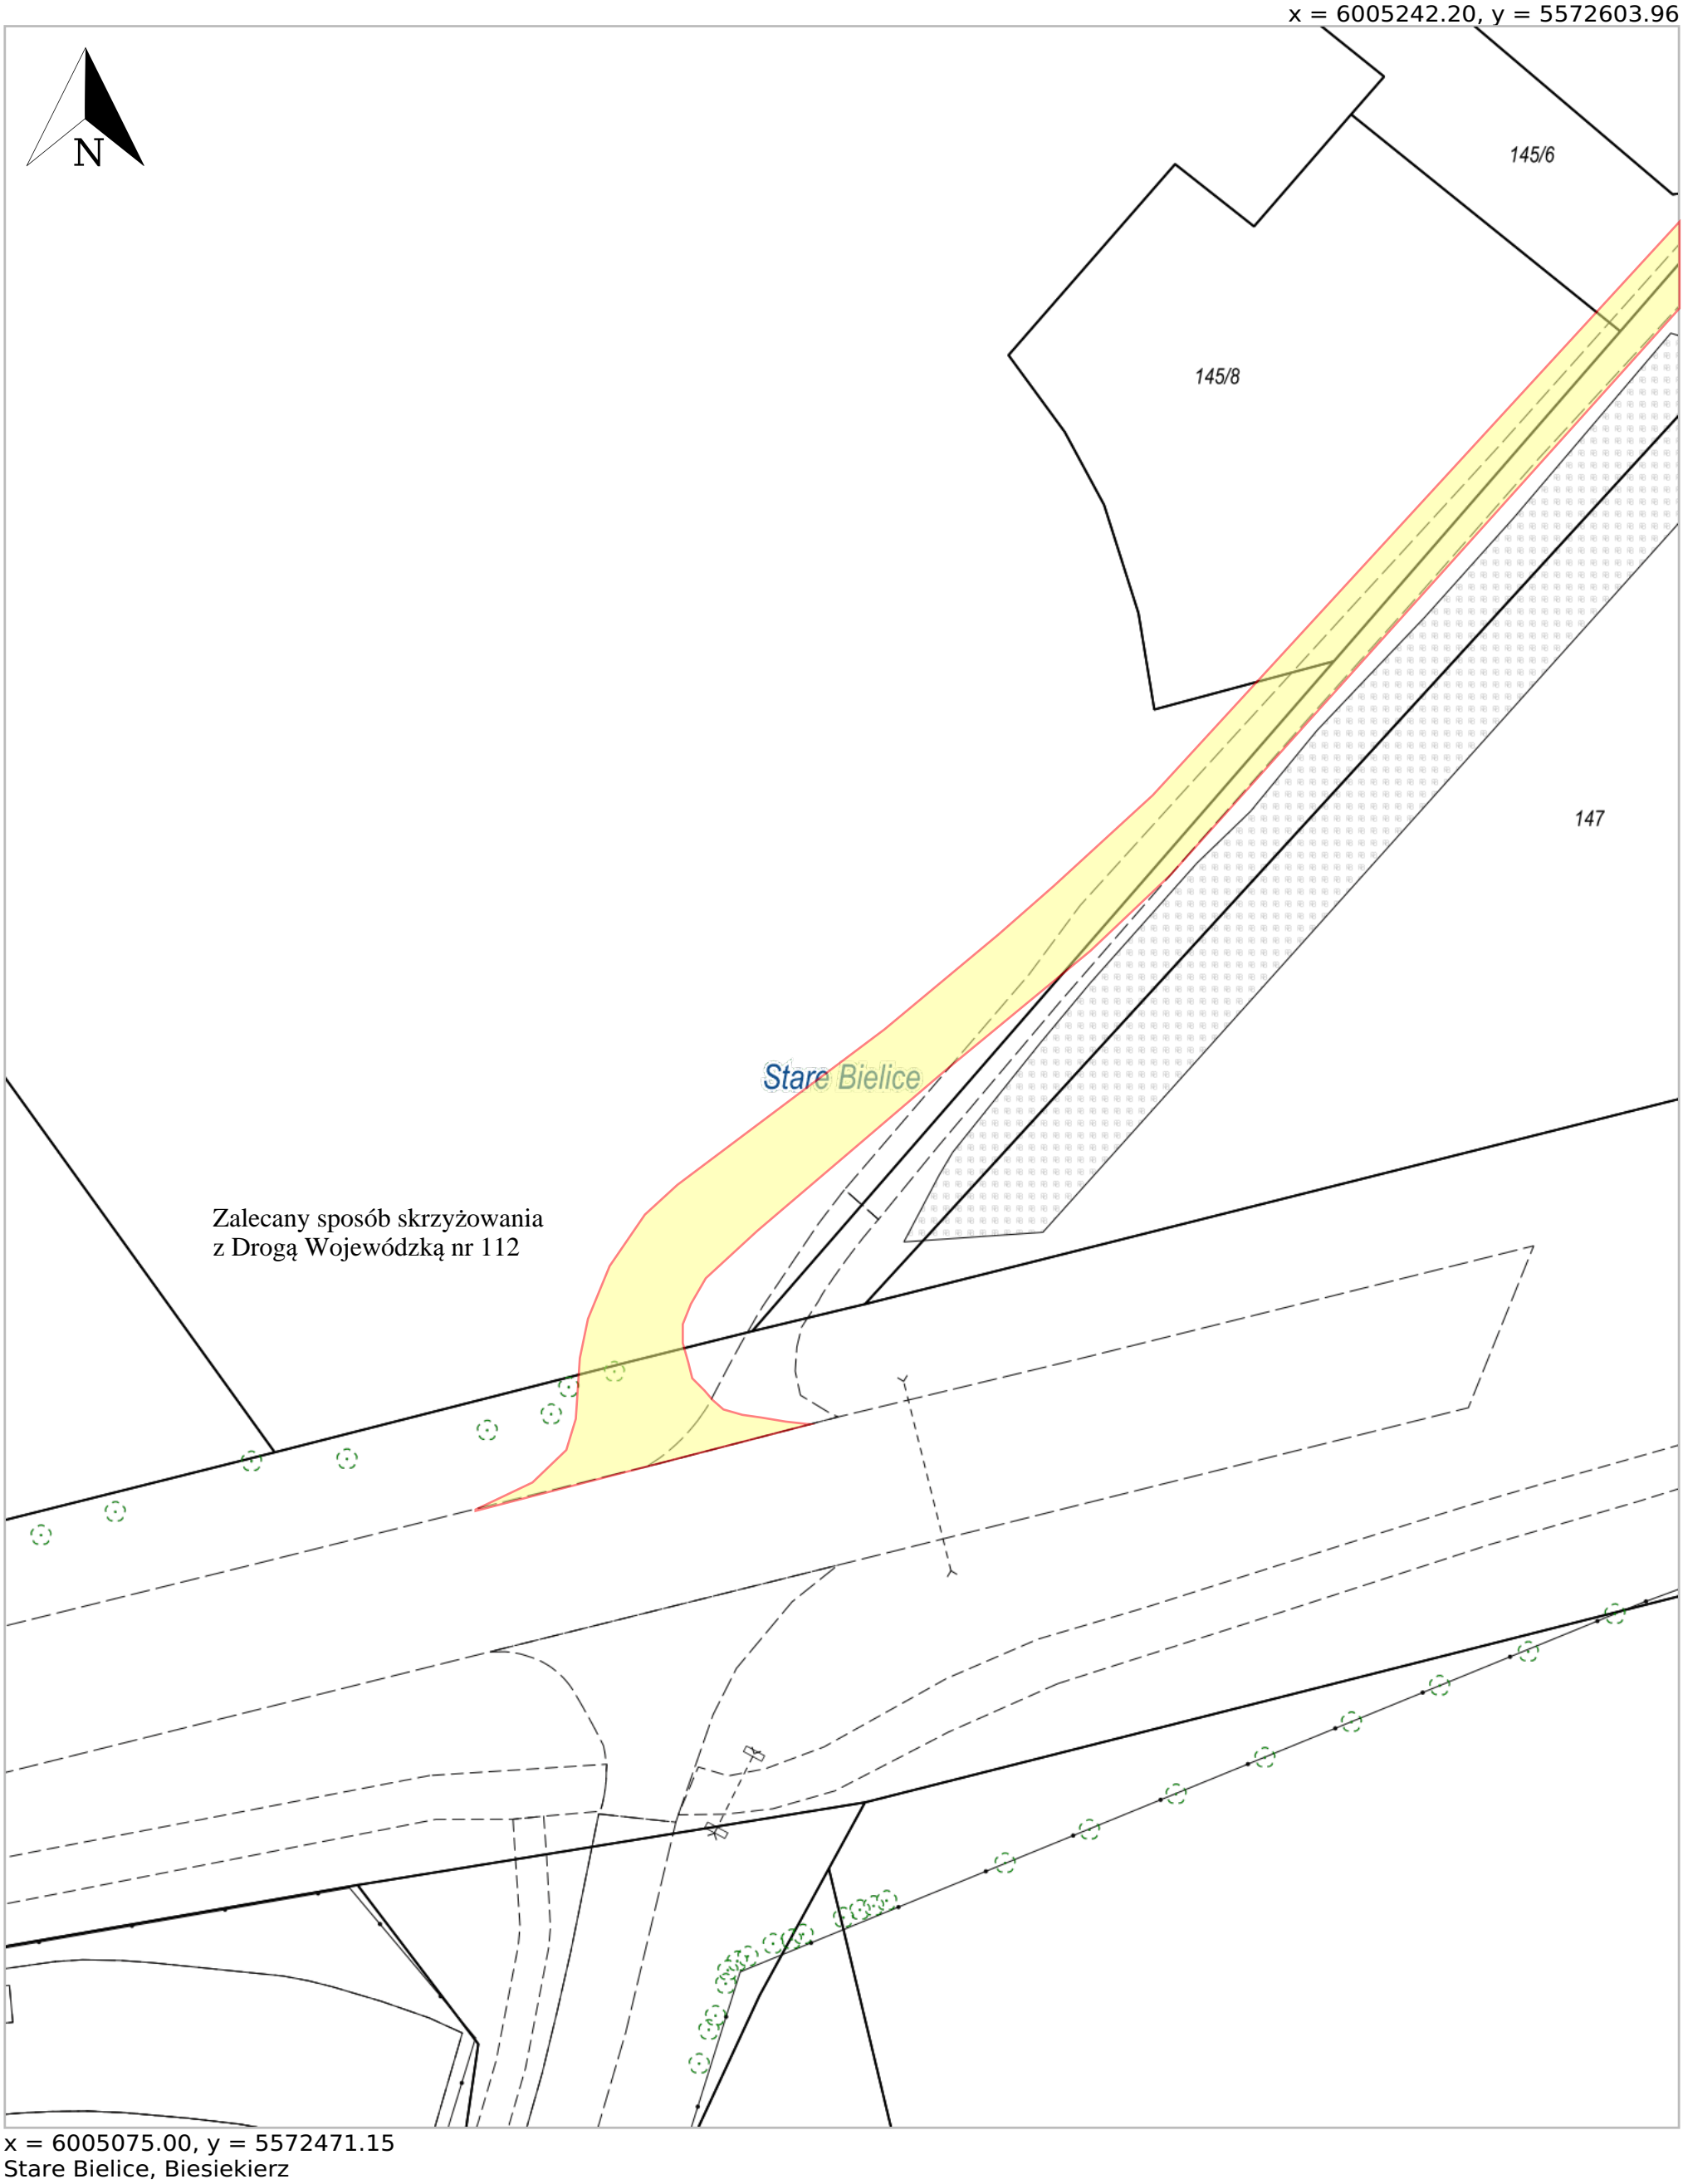 x = 6005242.20, y = 5572603.96
N
145/6
145/8
147
Stare Bielice
Zalecany sposób skrzyżowania
z Drogą Wojewódzką nr 112
x = 6005075.00, y = 5572471.15
Stare Bielice, Biesiekierz